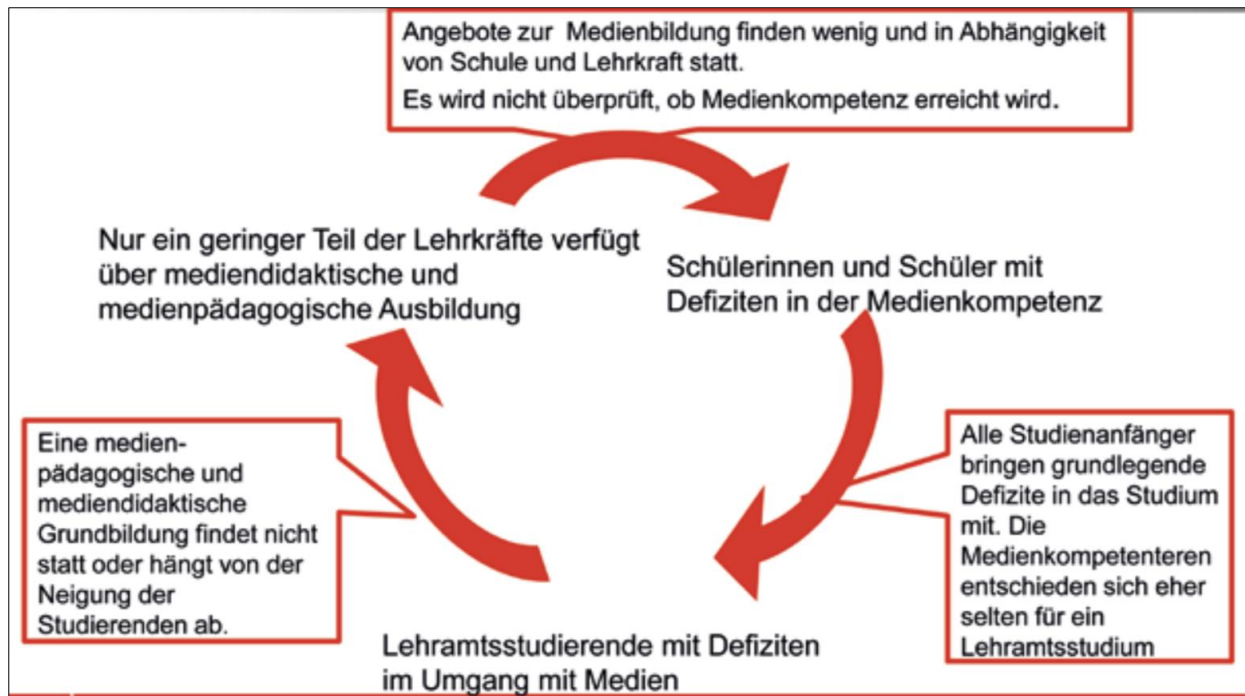 Angebote zur Medienbildung finden wenig und in Abhängigkeit
von Schule und Lehrkraft statt.
Es wird nicht überprüft, ob Medienkompetenz erreicht wird.
Nur ein geringer Teil der Lehrkräfte verfügt
über mediendidaktische und
medienpädagogische Ausbildung
Schülerinnen und Schüler mit
Defiziten in der Medienkompetenz
Eine medien-
pädagogische und
mediendidaktische
Grundbildung findet nicht
statt oder hängt von der
Neigung der
Studierenden ab.
Alle Studienanfänger
bringen grundlegende
Defizite in das Studium
mit. Die
Medienkompetenteren
entschieden sich eher
selten für ein
Lehramtsstudium
Lehramtsstudierende mit Defiziten
im Umgang mit Medien